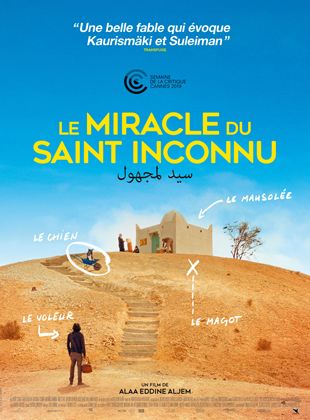 "Une belle fable qui évoque
Kaurismäki et Suleiman"
TRANSFUGE
SEMAINE
DE LA CRITIQUE
CANNES 2019
LE MIRACLE DU
SAINT INCONNU
سيد لمجهول
LE MAUSOLÉE
LE CHIEN
LE VOLEUR
LE MAGOT
UN FILM DE
ALAA EDDINE ALJEM